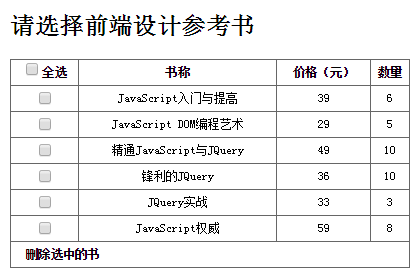 请选择前端设计参考书
全选 书称 价格（元） 数量
JavaScript入门与提高 39 6
JavaScript DOM编程艺术 29 5
精通JavaScript与JQuery 49 10
锋利的JQuery 36 10
JQuery实战 33 3
JavaScript权威 59 8
删除选中的书